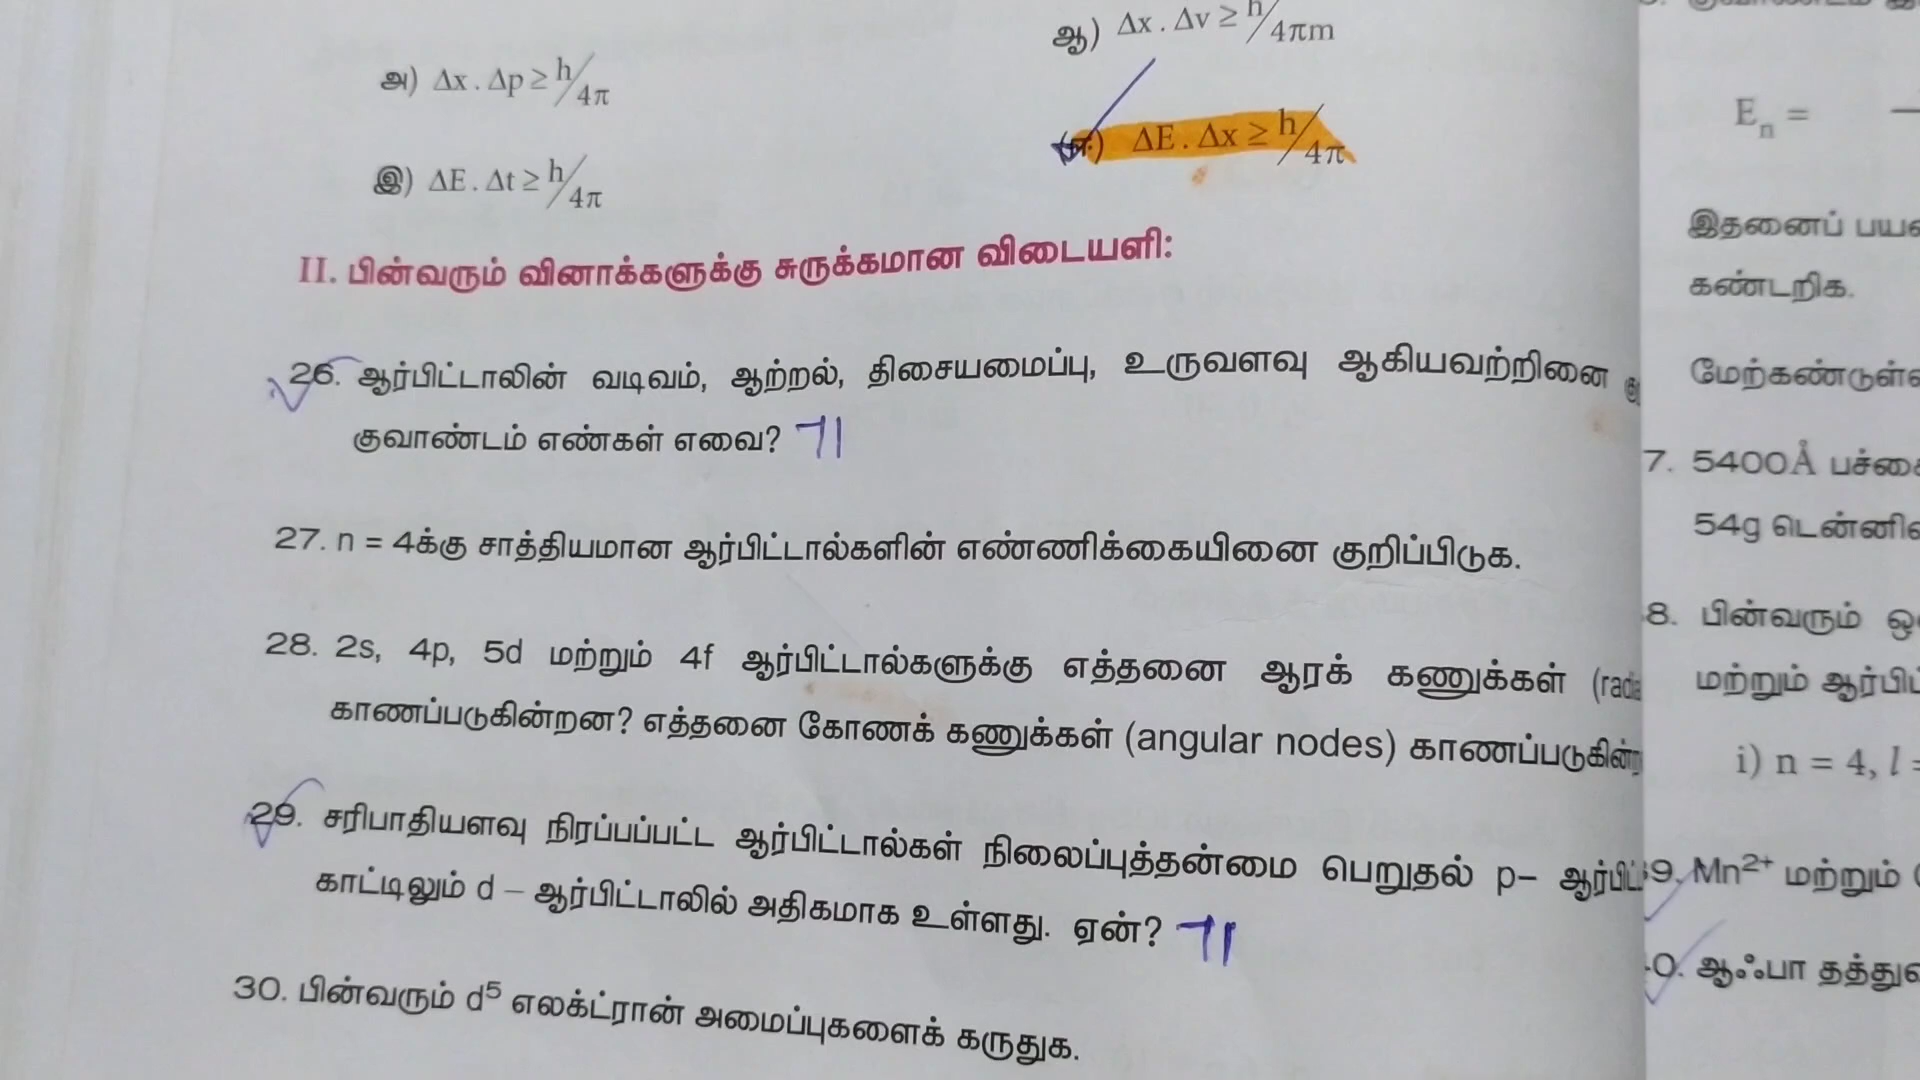 ஆ) Δx . Δv ≥ h/4πm
அ) Δx . Δp ≥ h/4π
ΔE . Δx ≥ h/4π
இ) ΔE . Δt ≥ h/4π
II. பின்வரும் வினாக்களுக்கு சுருக்கமான விடையளி:
26. ஆர்பிட்டாலின் வடிவம், ஆற்றல், திசையமைப்பு, உருவளவு ஆகியவற்றினை
குவாண்டம் எண்கள் எவை?
27. n = 4க்கு சாத்தியமான ஆர்பிட்டால்களின் எண்ணிக்கையினை குறிப்பிடுக.
28. 2s, 4p, 5d மற்றும் 4f ஆர்பிட்டால்களுக்கு எத்தனை ஆரக் கணுக்கள்
காணப்படுகின்றன? எத்தனை கோணக் கணுக்கள் (angular nodes)
29. சரிபாதியளவு நிரப்பப்பட்ட ஆர்பிட்டால்கள் நிலைப்புத்தன்மை பெறுதல் p–
காட்டிலும் d – ஆர்பிட்டாலில் அதிகமாக உள்ளது. ஏன்?
30. பின்வரும் d⁵ எலக்ட்ரான் அமைப்புகளைக் கருதுக.
Eₙ =
இதனைப்
கண்டறிக.
7. 5400Å
54g
8. பின்வரும்
மற்றும்
i) n = 4, l =
9. Mn²⁺ மற்றும்
0. ஆஃபா